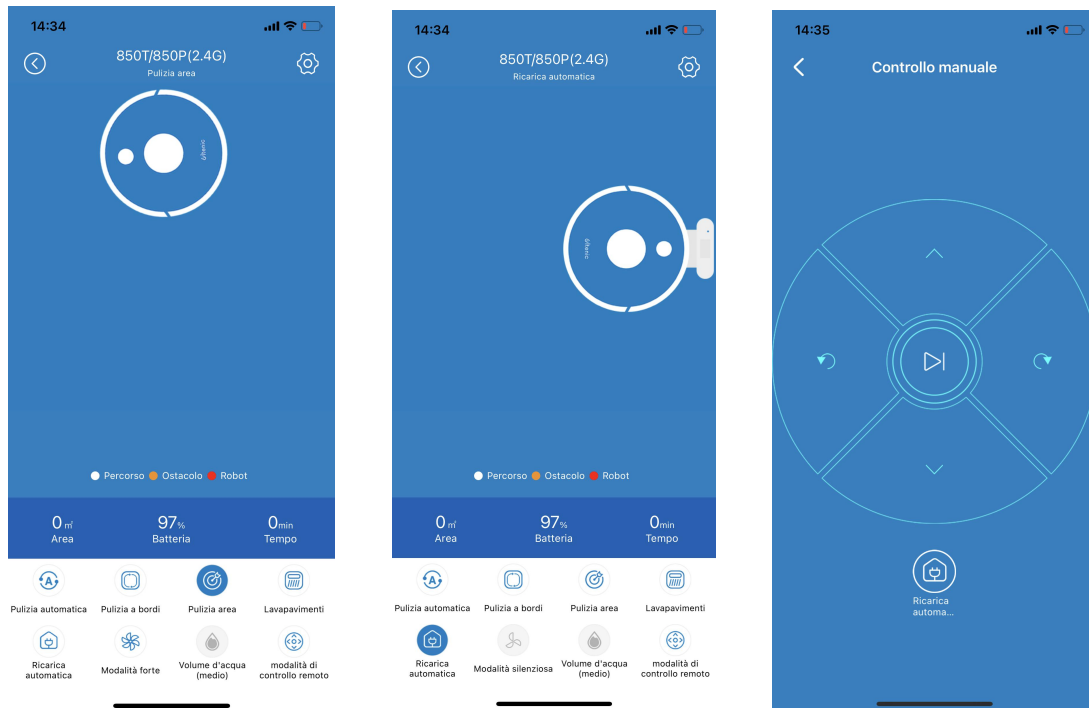 14:34
850T/850P(2.4G)
Pulizia area
Percorso Ostacolo Robot
0㎡ 97% 0min
Area Batteria Tempo
Pulizia automatica Pulizia a bordi Pulizia area Lavapavimenti
Ricarica automatica
Modalità forte
Volume d'acqua (medio)
modalità di controllo remoto
14:34
850T/850P(2.4G)
Ricarica automatica
Percorso Ostacolo Robot
0㎡ 97% 0min
Area Batteria Tempo
Pulizia automatica Pulizia a bordi Pulizia area Lavapavimenti
Ricarica automatica
Modalità silenziosa
Volume d'acqua (medio)
modalità di controllo remoto
14:35
Controllo manuale
Ricarica
automa...